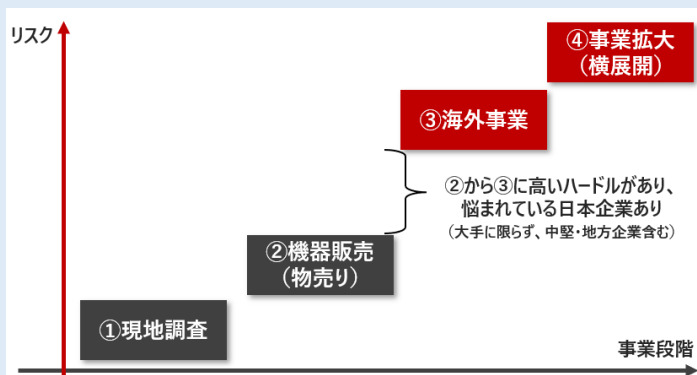 リスク
④事業拡大
（横展開）
③海外事業
②から③に高いハードルがあり、
悩まれている日本企業あり
（大手に限らず、中堅・地方企業含む）
②機器販売
（物売り）
①現地調査
事業段階